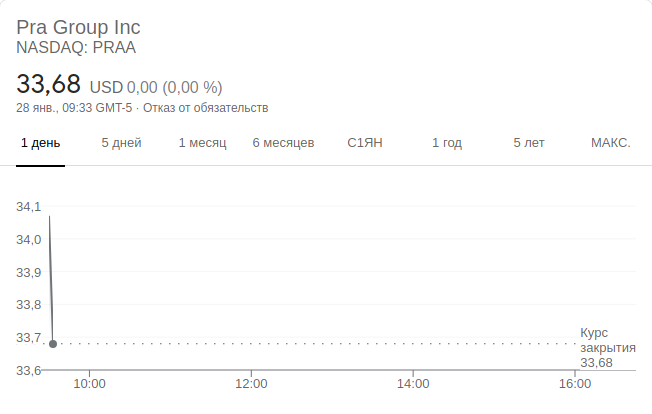 Pra Group Inc
NASDAQ: PRAA
33,68 USD 0,00 (0,00 %)
28 янв., 09:33 GMT-5 · Отказ от обязательств
1 день 5 дней 1 месяц 6 месяцев С1ЯН 1 год 5 лет МАКС.
34,1
34,0
33,9
33,8
33,7
33,6
Курс
закрытия
33,68
10:00 12:00 14:00 16:00